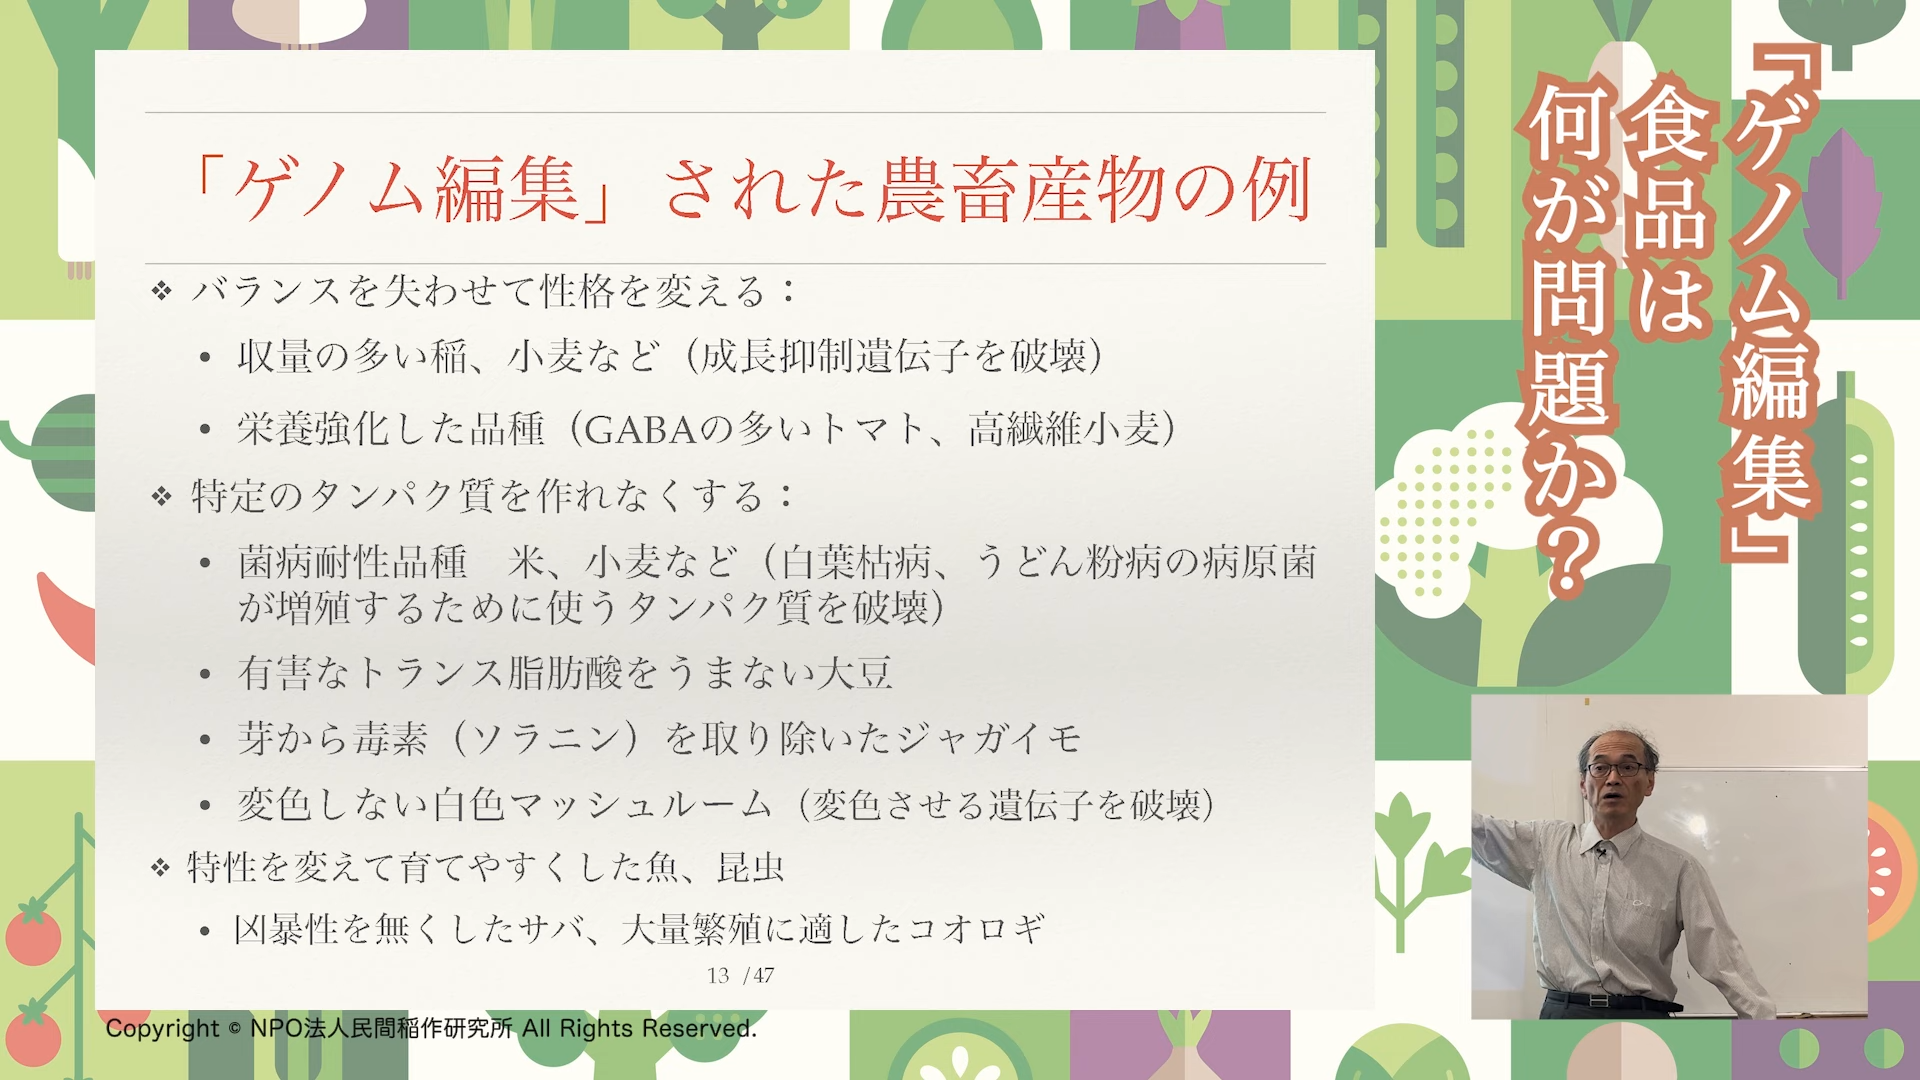 「ゲノム編集」された農畜産物の例
❖ バランスを失わせて性格を変える：
• 収量の多い稲、小麦など（成長抑制遺伝子を破壊）
• 栄養強化した品種（GABAの多いトマト、高繊維小麦）
❖ 特定のタンパク質を作れなくする：
• 菌病耐性品種　米、小麦など（白葉枯病、うどん粉病の病原菌
が増殖するために使うタンパク質を破壊）
• 有害なトランス脂肪酸をうまない大豆
• 芽から毒素（ソラニン）を取り除いたジャガイモ
• 変色しない白色マッシュルーム（変色させる遺伝子を破壊）
❖ 特性を変えて育てやすくした魚、昆虫
• 凶暴性を無くしたサバ、大量繁殖に適したコオロギ
13 /47
『ゲノム編集』
食品は
何が問題か？
Copyright © NPO法人民間稲作研究所 All Rights Reserved.